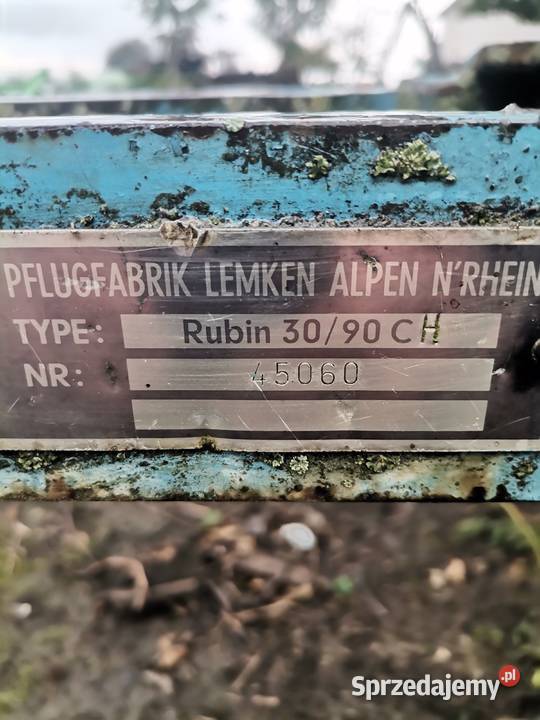 PFLUGFABRIK LEMKEN ALPEN N'RHEIN
TYPE: Rubin 30/90 CH
NR: 45060
Sprzedajemy.pl